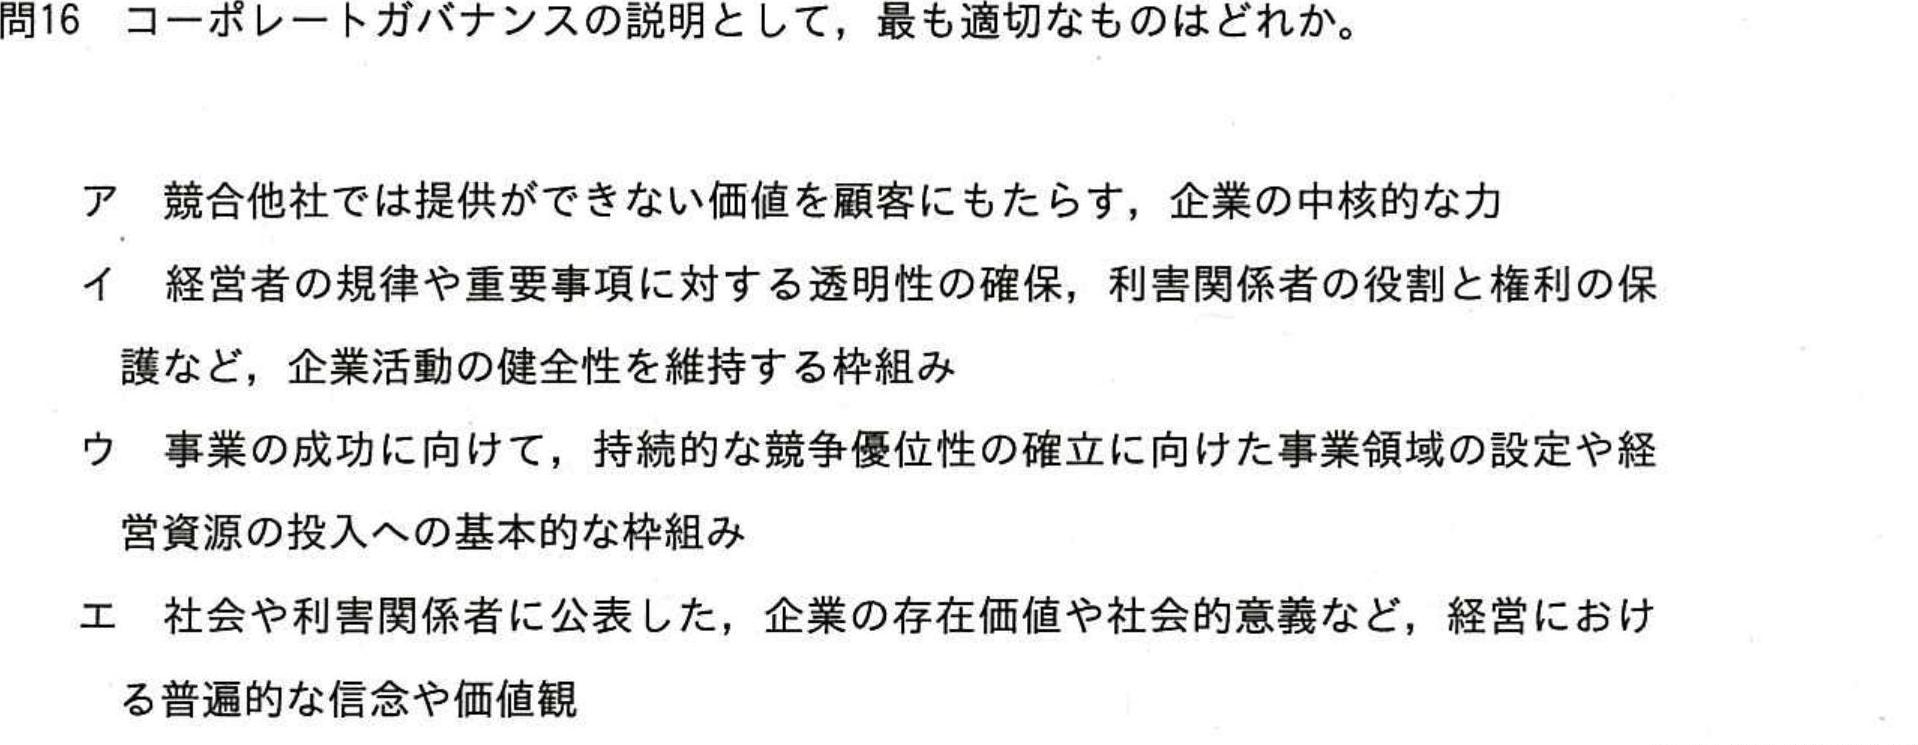 問16　コーポレートガバナンスの説明として，最も適切なものはどれか。
ア　競合他社では提供ができない価値を顧客にもたらす，企業の中核的な力
イ　経営者の規律や重要事項に対する透明性の確保，利害関係者の役割と権利の保
護など，企業活動の健全性を維持する枠組み
ウ　事業の成功に向けて，持続的な競争優位性の確立に向けた事業領域の設定や経
営資源の投入への基本的な枠組み
エ　社会や利害関係者に公表した，企業の存在価値や社会的意義など，経営におけ
る普遍的な信念や価値観